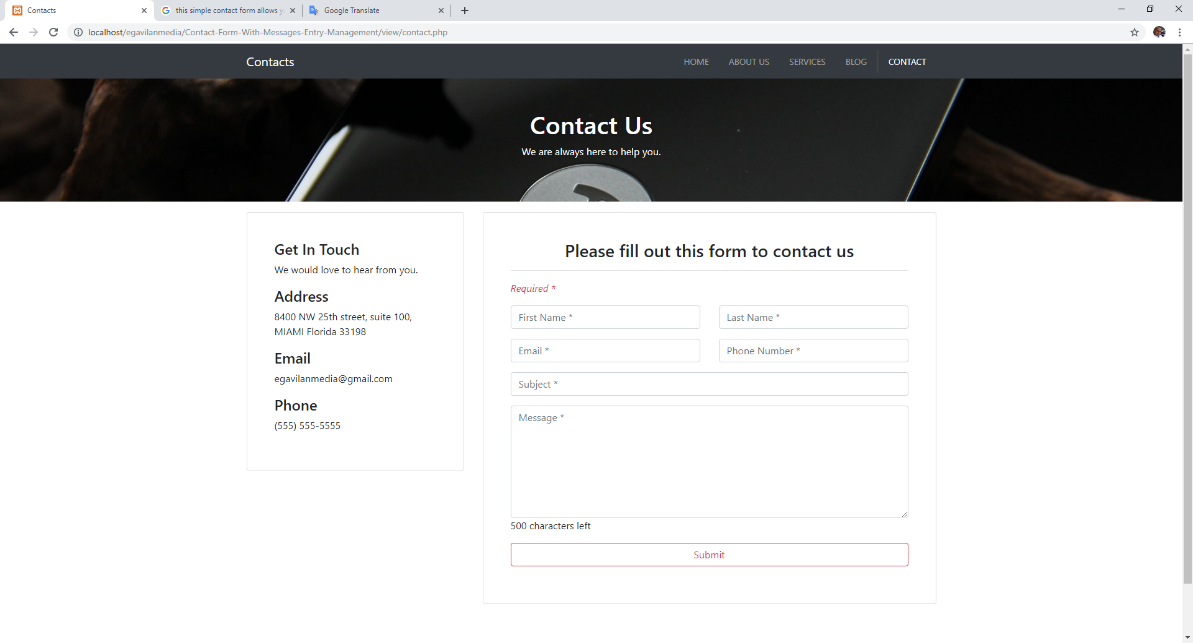 Contacts
this simple contact form allows y
Google Translate
localhost/egavilanmedia/Contact-Form-With-Messages-Entry-Management/view/contact.php
Contacts
HOME
ABOUT US
SERVICES
BLOG
CONTACT
Contact Us
We are always here to help you.
Get In Touch
We would love to hear from you.
Address
8400 NW 25th street, suite 100,
MIAMI Florida 33198
Email
egavilanmedia@gmail.com
Phone
(555) 555-5555
Please fill out this form to contact us
Required *
First Name *
Last Name *
Email *
Phone Number *
Subject *
Message *
500 characters left
Submit